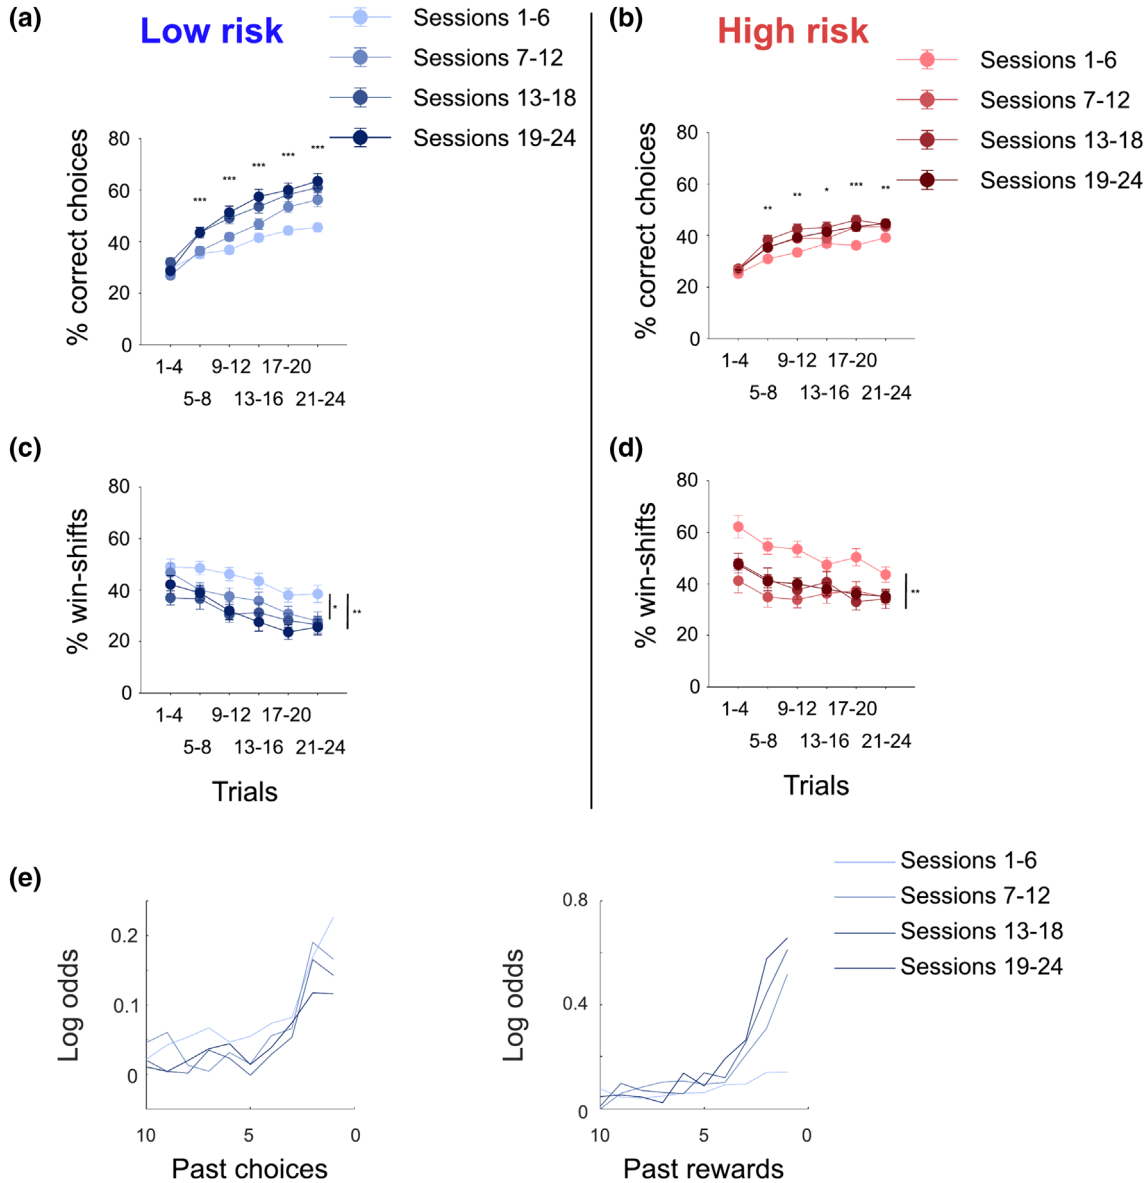 (a)
Low risk
Sessions 1-6
Sessions 7-12
Sessions 13-18
Sessions 19-24
% correct choices
80
60
40
20
0
***
***
***
***
***
1-4
9-12
17-20
5-8
13-16
21-24
(b)
High risk
Sessions 1-6
Sessions 7-12
Sessions 13-18
Sessions 19-24
% correct choices
80
60
40
20
0
**
**
*
***
**
1-4
9-12
17-20
5-8
13-16
21-24
(c)
% win-shifts
80
60
40
20
0
*
**
1-4
9-12
17-20
5-8
13-16
21-24
Trials
(d)
% win-shifts
80
60
40
20
0
**
1-4
9-12
17-20
5-8
13-16
21-24
Trials
(e)
Log odds
0.2
0.1
0
10
5
0
Past choices
Log odds
0.8
0.4
0
10
5
0
Past rewards
Sessions 1-6
Sessions 7-12
Sessions 13-18
Sessions 19-24